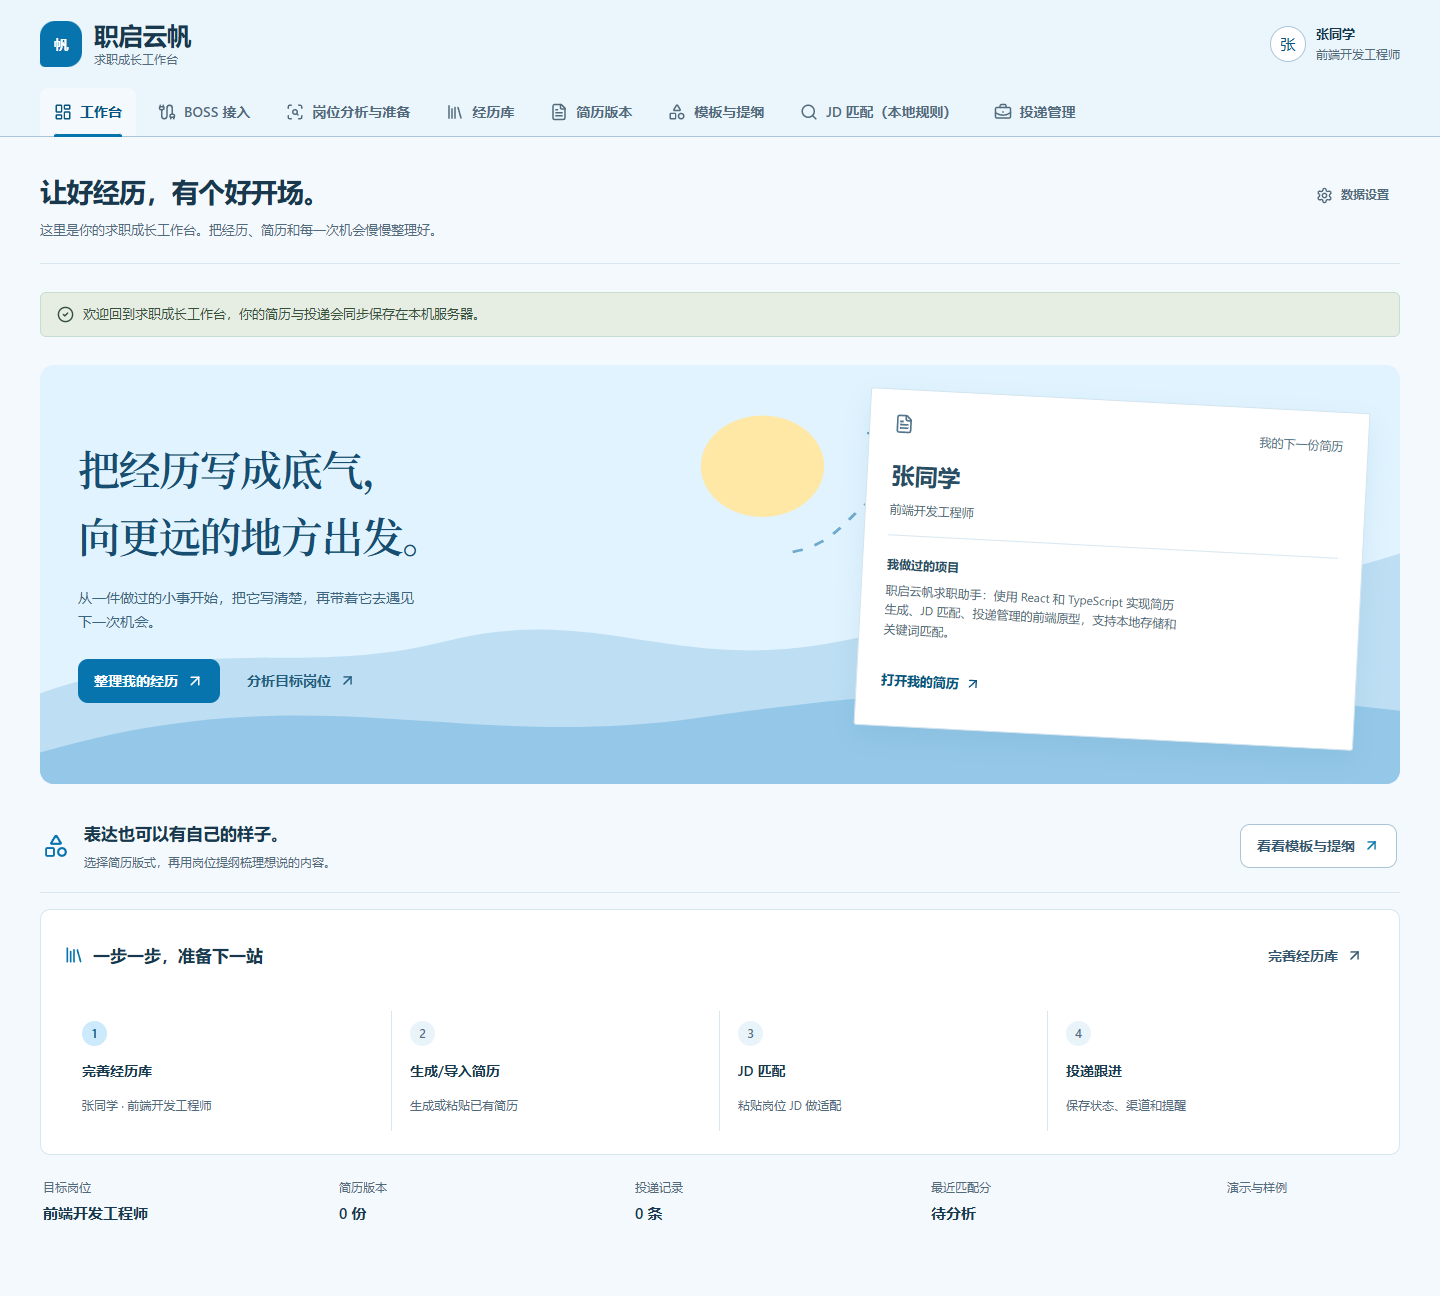 帆
职启云帆
求职成长工作台
张
张同学
前端开发工程师
工作台
BOSS 接入
岗位分析与准备
经历库
简历版本
模板与提纲
JD 匹配（本地规则）
投递管理
让好经历，有个好开场。
数据设置
这里是你的求职成长工作台。把经历、简历和每一次机会慢慢整理好。
欢迎回到求职成长工作台，你的简历与投递会同步保存在本机服务器。
把经历写成底气，
向更远的地方出发。
从一件做过的小事开始，把它写清楚，再带着它去遇见
下一次机会。
整理我的经历
分析目标岗位
我的下一份简历
张同学
前端开发工程师
我做过的项目
职启云帆求职助手：使用 React 和 TypeScript 实现简历
生成、JD 匹配、投递管理的前端原型，支持本地存储和
关键词匹配。
打开我的简历
表达也可以有自己的样子。
选择简历版式，再用岗位提纲梳理想说的内容。
看看模板与提纲
一步一步，准备下一站
完善经历库
1
完善经历库
张同学 · 前端开发工程师
2
生成/导入简历
生成或粘贴已有简历
3
JD 匹配
粘贴岗位 JD 做适配
4
投递跟进
保存状态、渠道和提醒
目标岗位
前端开发工程师
简历版本
0 份
投递记录
0 条
最近匹配分
待分析
演示与样例